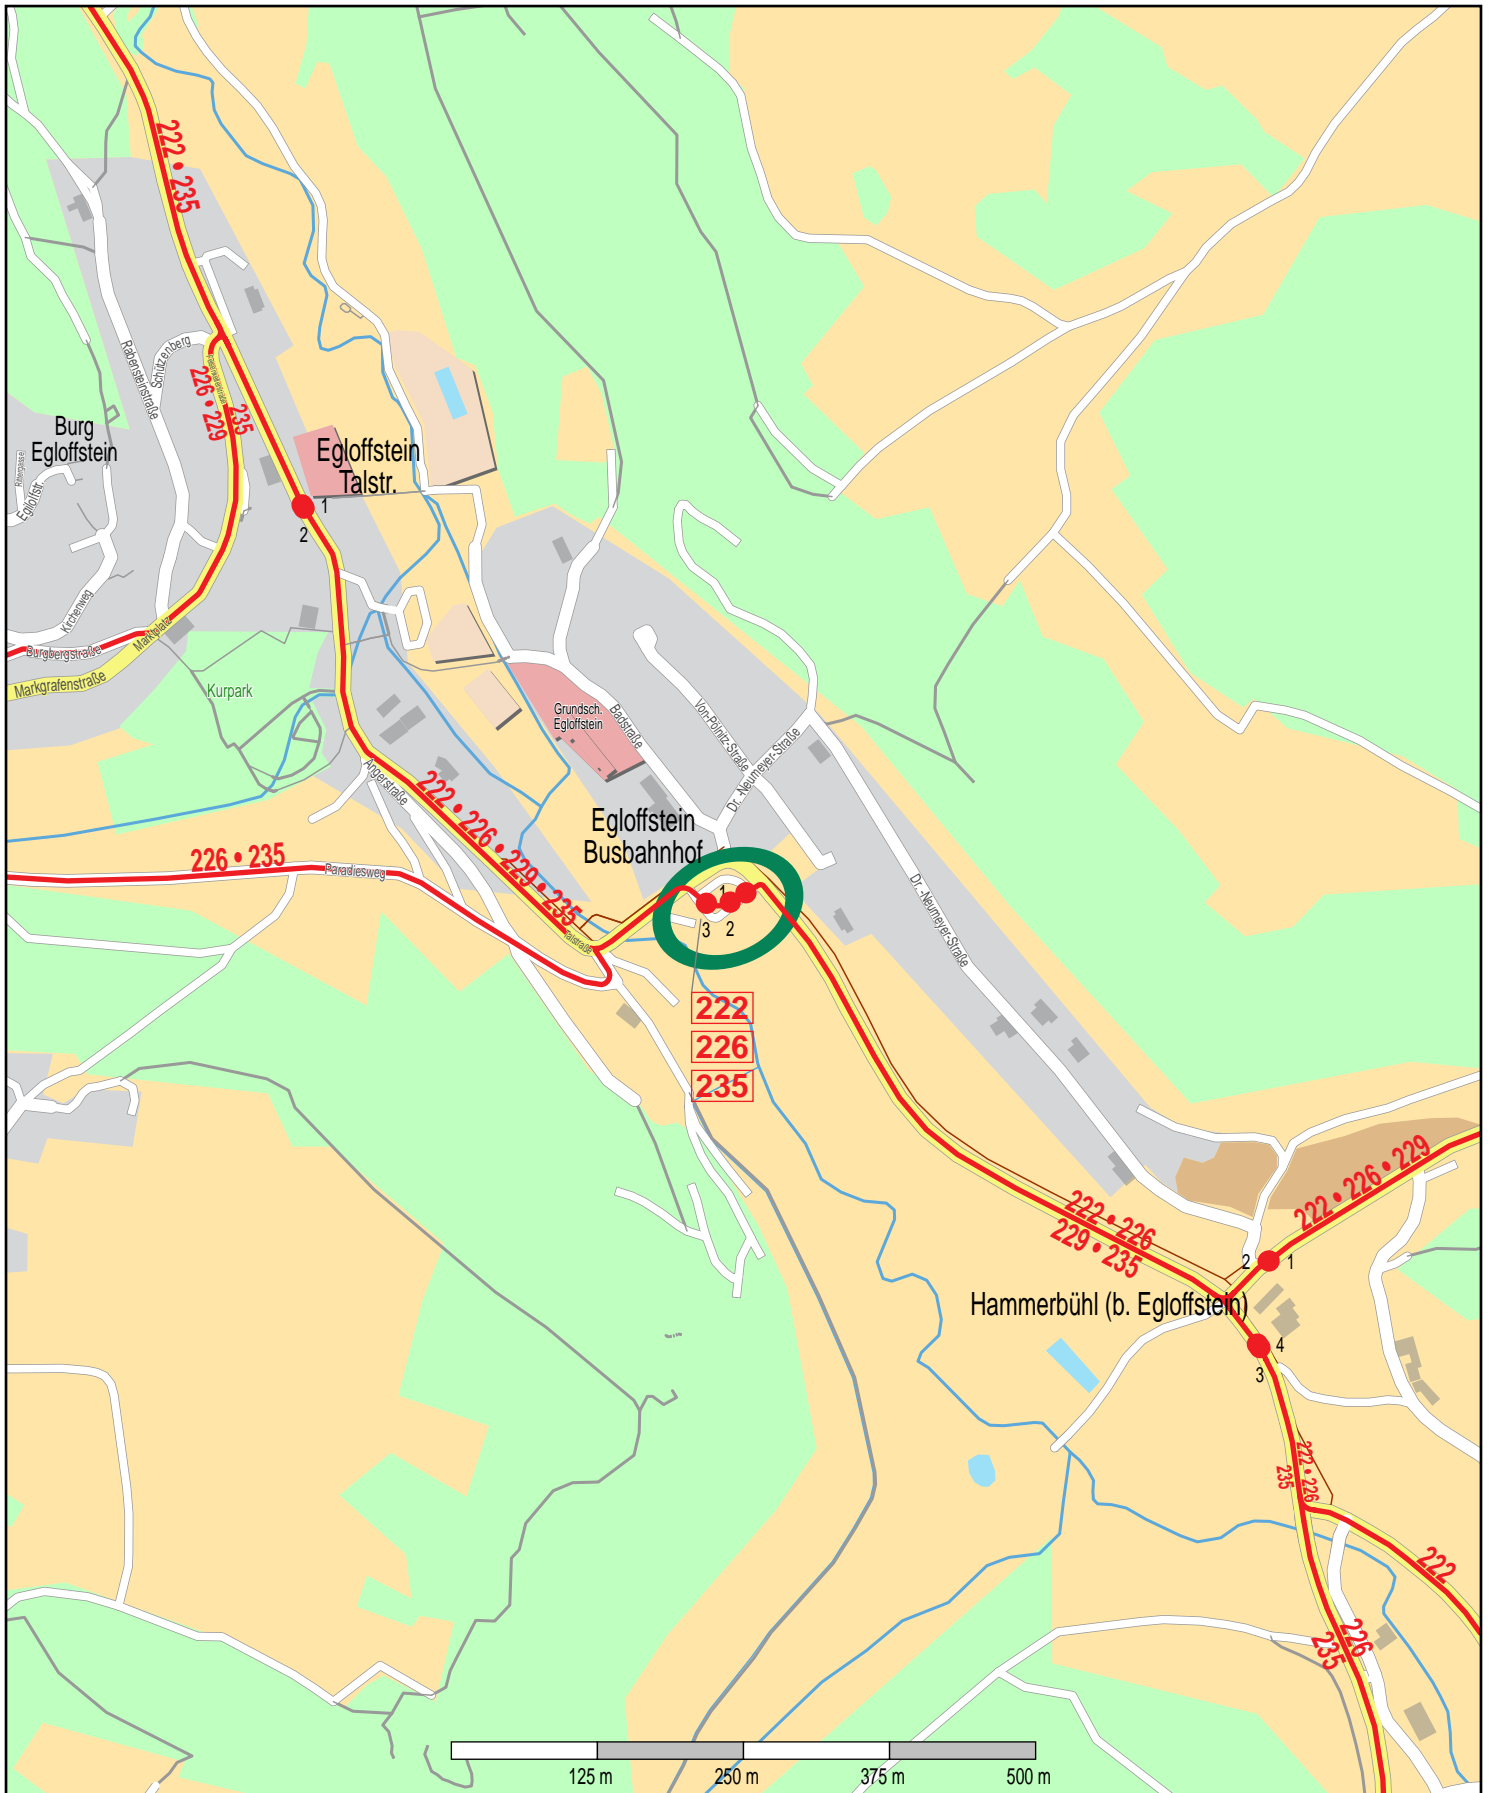 222 • 235
Rabensteinstraße
Schützenberg
226 • 229
235
Burg
Egloffstein
Rittergasse
Egilolfstr.
Egloffstein
Talstr.
1
2
Kirchenweg
Marktplatz
Burgbergstraße
Markgrafenstraße
Kurpark
Grundsch.
Egloffstein
Badstraße
Von-Pölnitz-Straße
Dr.-Neumeyer-Straße
Angerstraße
222 • 226 • 229 • 235
Egloffstein
Busbahnhof
226 • 235
Paradiesweg
Talstraße
1
3
2
Dr.-Neumeyer-Straße
222
226
235
222 • 226
229 • 235
222 • 226 • 229
2
1
Hammerbühl (b. Egloffstein)
4
3
222 • 226
235
222
226
235
125 m
250 m
375 m
500 m